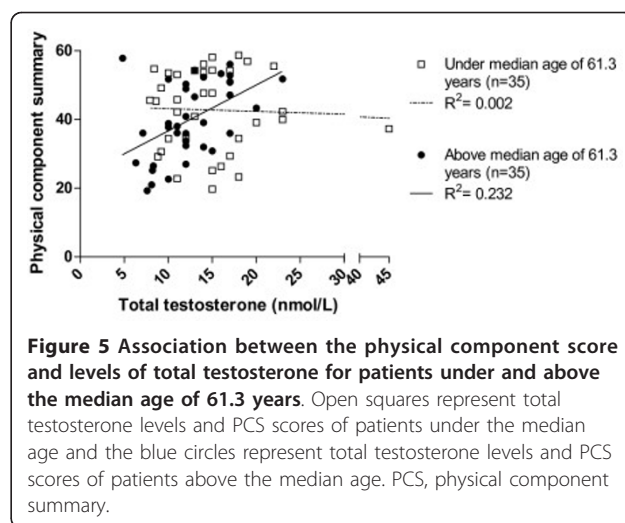 60
40
20
0
Physical component summary
0
5
10
15
20
25
30
40
45
Total testosterone (nmol/L)
Under median age of 61.3
years (n=35)
R²= 0.002
Above median age of 61.3
years (n=35)
R²= 0.232
Figure 5 Association between the physical component score
and levels of total testosterone for patients under and above
the median age of 61.3 years. Open squares represent total
testosterone levels and PCS scores of patients under the median
age and the blue circles represent total testosterone levels and PCS
scores of patients above the median age. PCS, physical component
summary.